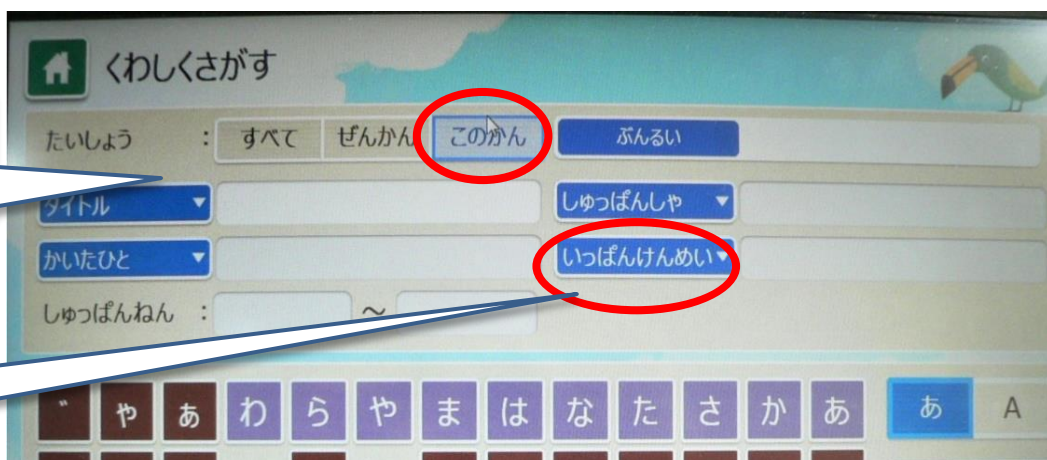 くわしくさがす
たいしょう : すべて ぜんかん このかん ぶんるい
タイトル ▼ しゅっぱんしゃ ▼
かいたひと ▼ いっぱんけんめい ▼
しゅっぱんねん : ～
゛ ゃ ぁ わ ら や ま は な た さ か あ あ A